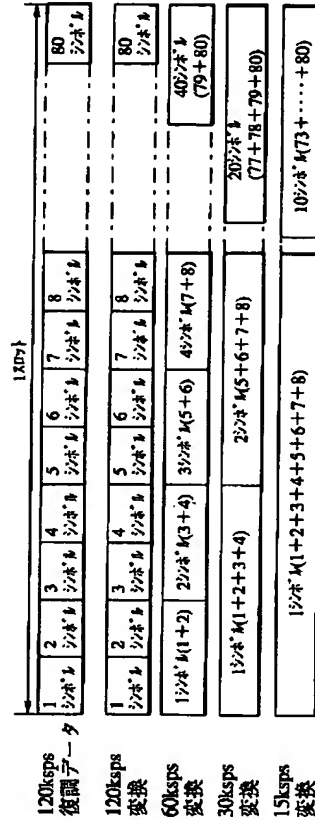 1スロット
120ksps
復調データ
1
シンボル
2
シンボル
3
シンボル
4
シンボル
5
シンボル
6
シンボル
7
シンボル
8
シンボル
80
シンボル
120ksps
変換
1
シンボル
2
シンボル
3
シンボル
4
シンボル
5
シンボル
6
シンボル
7
シンボル
8
シンボル
80
シンボル
60ksps
変換
1シンボル(1+2)
2シンボル(3+4)
3シンボル(5+6)
4シンボル(7+8)
40シンボル
(79+80)
30ksps
変換
1シンボル(1+2+3+4)
2シンボル(5+6+7+8)
20シンボル
(77+78+79+80)
15ksps
変換
1シンボル(1+2+3+4+5+6+7+8)
10シンボル(73+‥‥‥+80)